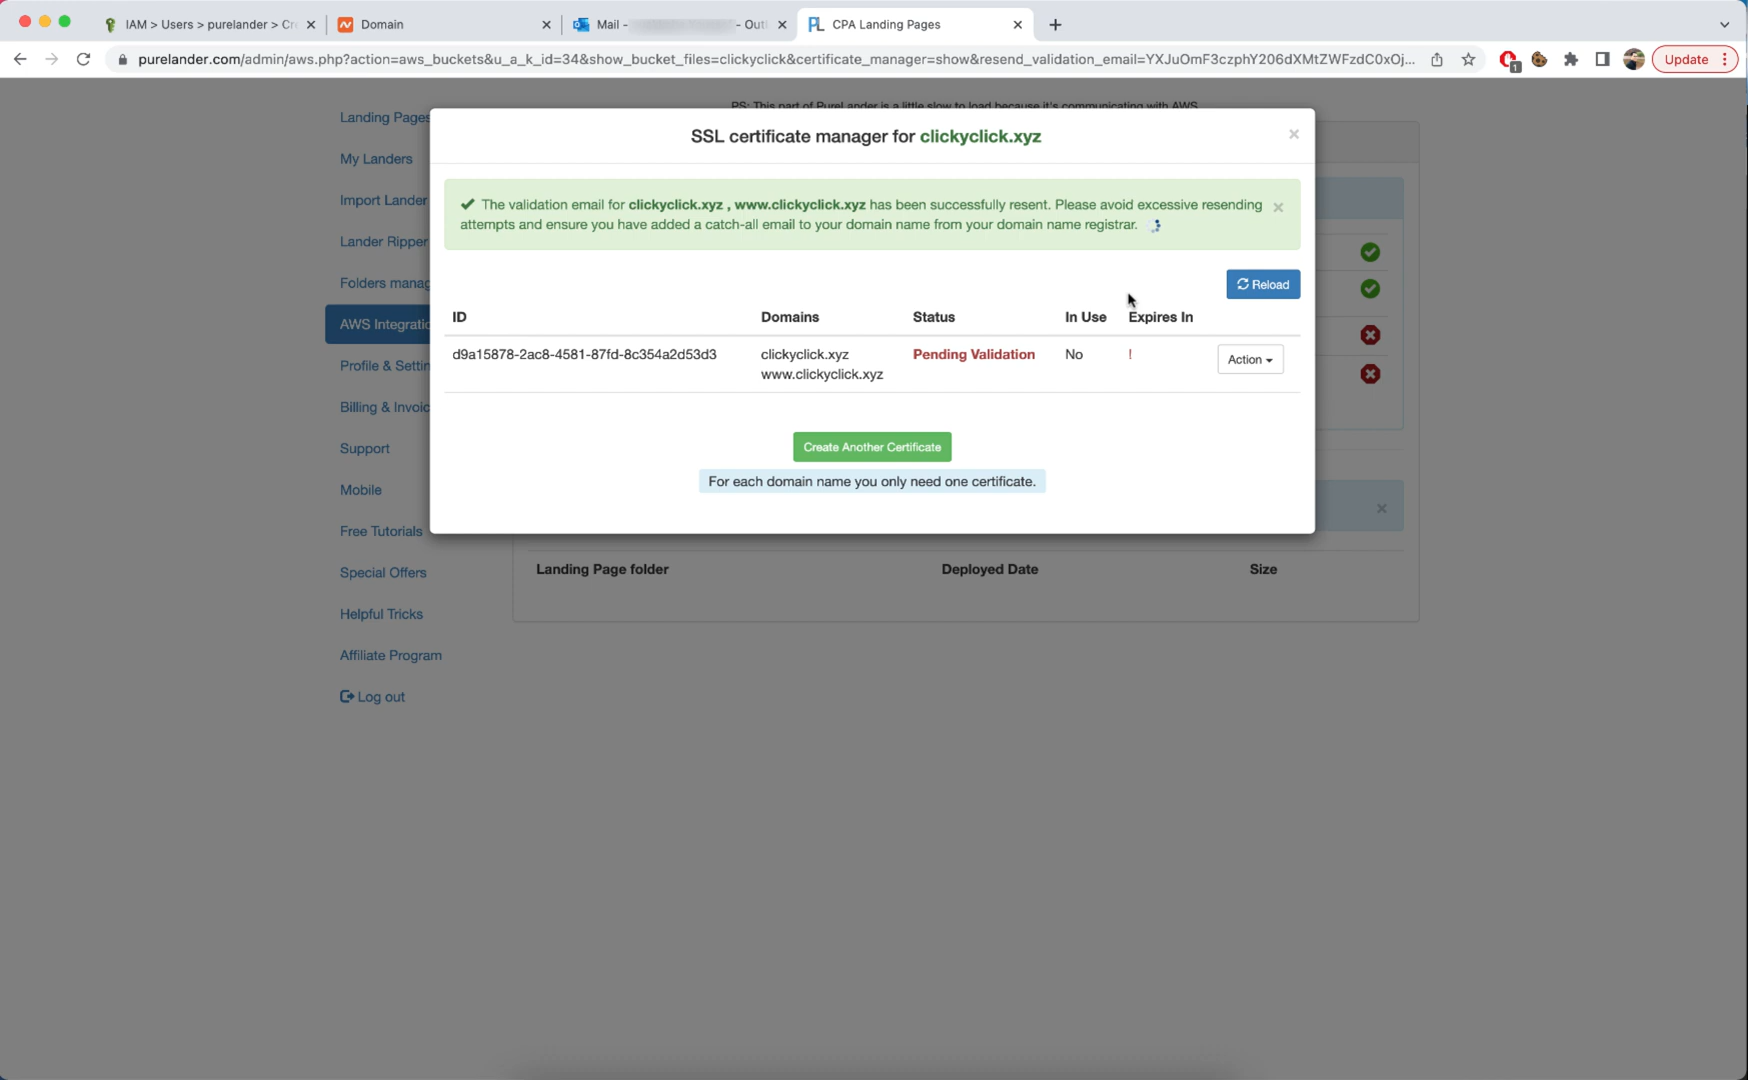 IAM > Users > purelander > Cre
Domain
Mail -
- Outl
CPA Landing Pages
purelander.com/admin/aws.php?action=aws_buckets&u_a_k_id=34&show_bucket_files=clickyclick&certificate_manager=show&resend_validation_email=YXJuOmF3czphY206dXMtZWFzdC0xOj...
1
Update
PS: This part of PureLander is a little slow to load because it's communicating with AWS
Landing Pages
My Landers
Import Lander
Lander Ripper
Folders manag
AWS Integratio
Profile & Settin
Billing & Invoic
Support
Mobile
Free Tutorials
Special Offers
Helpful Tricks
Affiliate Program
Log out
SSL certificate manager for clickyclick.xyz
The validation email for clickyclick.xyz , www.clickyclick.xyz has been successfully resent. Please avoid excessive resending
attempts and ensure you have added a catch-all email to your domain name from your domain name registrar.
Reload
ID Domains Status In Use Expires In
d9a15878-2ac8-4581-87fd-8c354a2d53d3 clickyclick.xyz Pending Validation No ! Action
www.clickyclick.xyz
Create Another Certificate
For each domain name you only need one certificate.
Landing Page folder Deployed Date Size